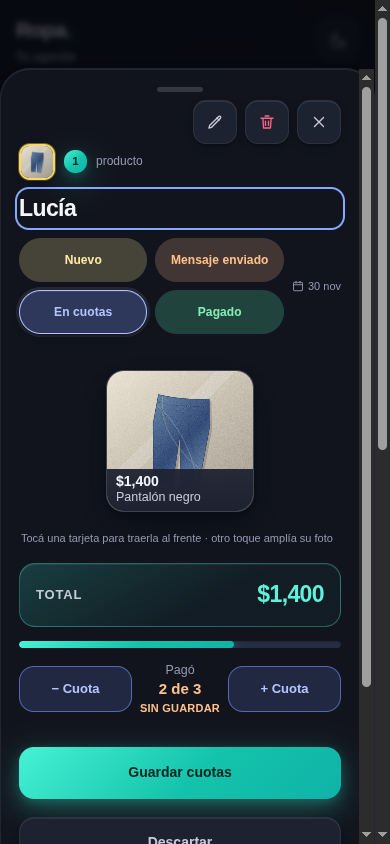 Ropa.
1 producto
Lucía
Nuevo
Mensaje enviado
30 nov
En cuotas
Pagado
$1,400
Pantalón negro
Tocá una tarjeta para traerla al frente · otro toque amplía su foto
TOTAL
$1,400
− Cuota
Pagó
2 de 3
SIN GUARDAR
+ Cuota
Guardar cuotas
Descartar